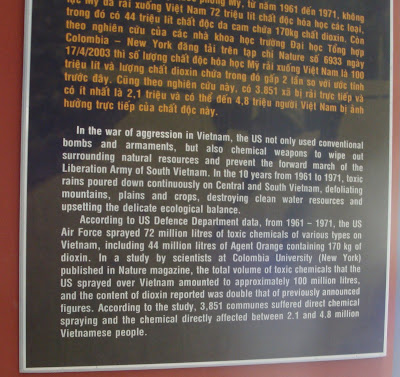 phòng Mỹ, từ năm 1961 đến 1971, không
Mỹ đã rải xuống Việt Nam 72 triệu lít chất độc hóa học các loại,
trong đó có 44 triệu lít chất độc da cam chứa 170kg chất dioxin. Còn
theo nghiên cứu của các nhà khoa học trường Đại học Tổng hợp
Colombia – New York đăng tải trên tạp chí Nature số 6933 ngày
17/4/2003 thì số lượng chất độc hóa học Mỹ rải xuống Việt Nam là 100
triệu lít và lượng chất dioxin chứa trong đó gấp 2 lần so với ước tính
trước đây. Cũng theo nghiên cứu này, có 3.851 xã bị rải trực tiếp và
có ít nhất là 2,1 triệu và có thể đến 4,8 triệu người Việt Nam bị ảnh
hưởng trực tiếp của chất độc này.
In the war of aggression in Vietnam, the US not only used conventional
bombs and armaments, but also chemical weapons to wipe out
surrounding natural resources and prevent the forward march of the
Liberation Army of South Vietnam. In the 10 years from 1961 to 1971, toxic
rains poured down continuously on Central and South Vietnam, defoliating
mountains, plains and crops, destroying clean water resources and
upsetting the delicate ecological balance.
According to US Defence Department data, from 1961 – 1971, the US
Air Force sprayed 72 million litres of toxic chemicals of various types on
Vietnam, including 44 million litres of Agent Orange containing 170 kg of
dioxin. In a study by scientists at Colombia University (New York)
published in Nature magazine, the total volume of toxic chemicals that the
US sprayed over Vietnam amounted to approximately 100 million litres,
and the content of dioxin reported was double that of previously announced
figures. According to the study, 3,851 communes suffered direct chemical
spraying and the chemical directly affected between 2.1 and 4.8 million
Vietnamese people.